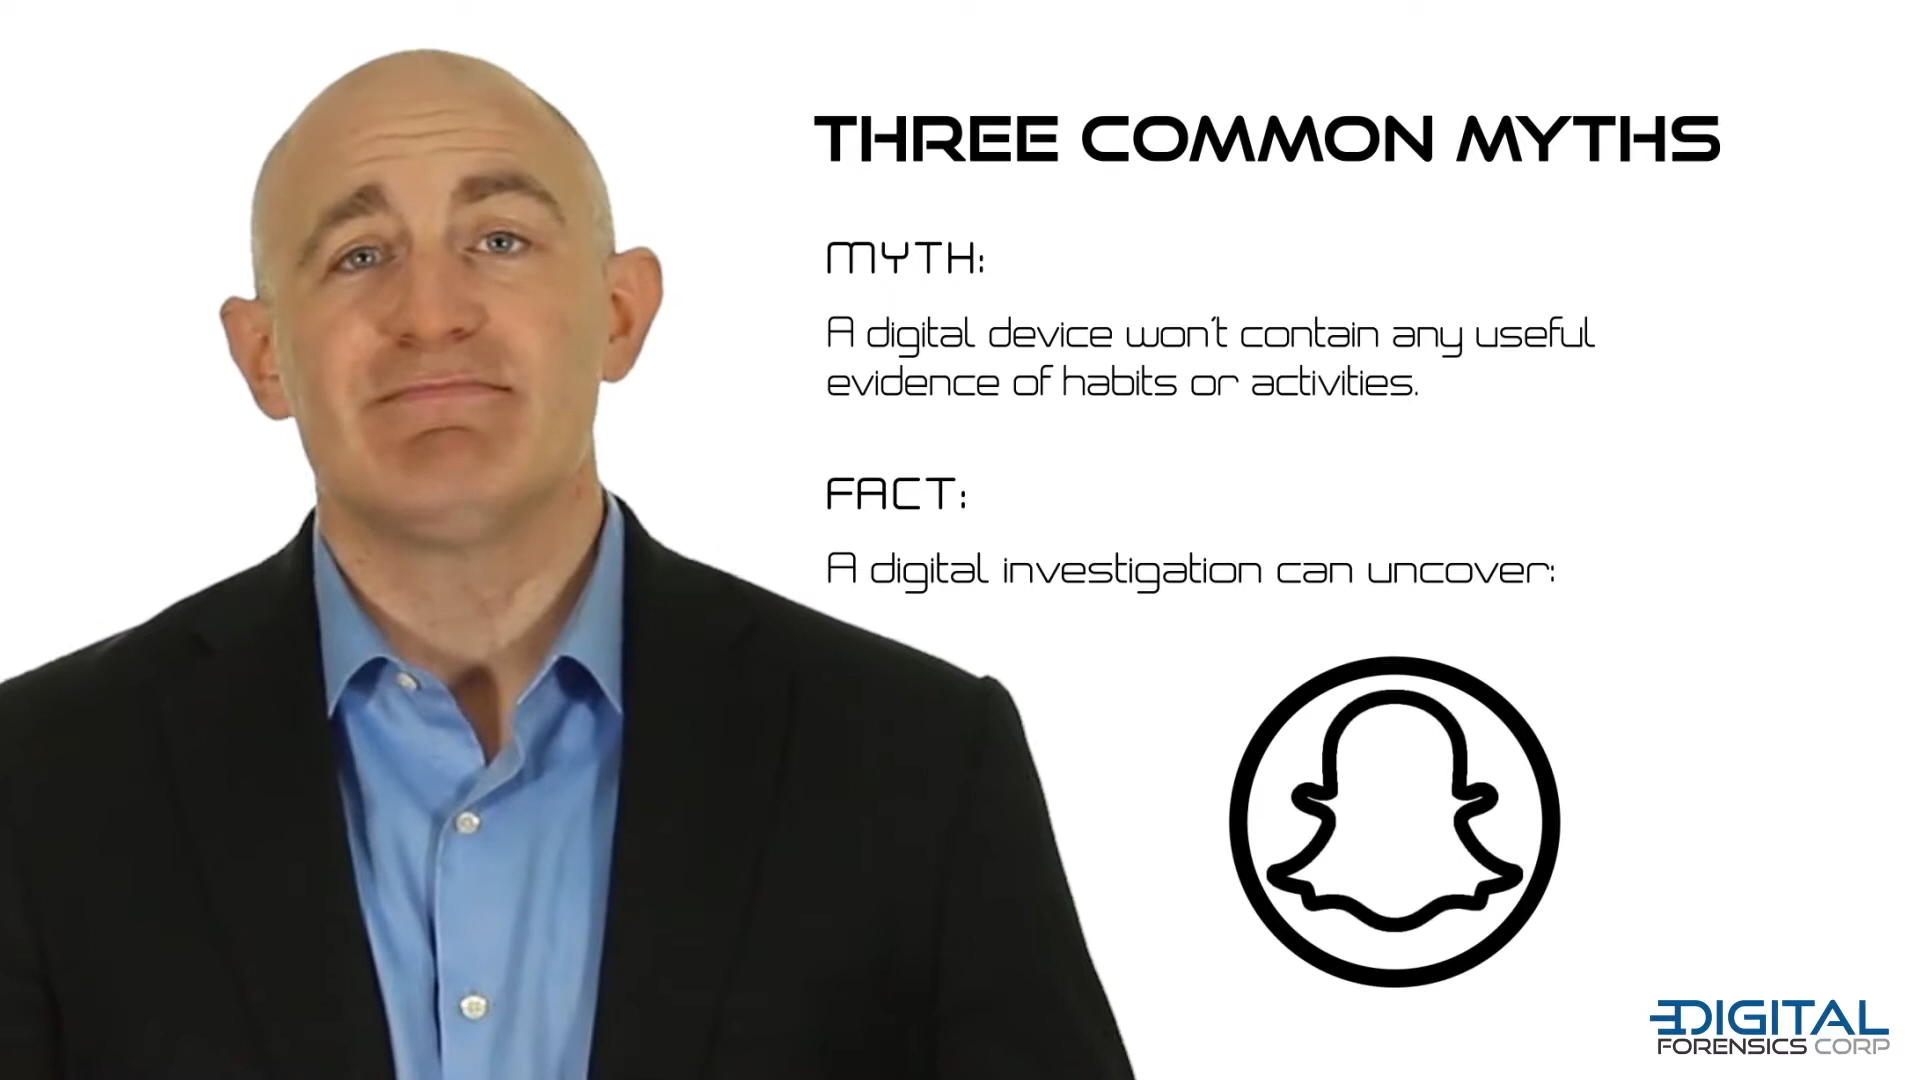 THREE COMMON MYTHS
MYTH:
A digital device won't contain any useful
evidence of habits or activities.
FACT:
A digital investigation can uncover:
DIGITAL
FORENSICS CORP